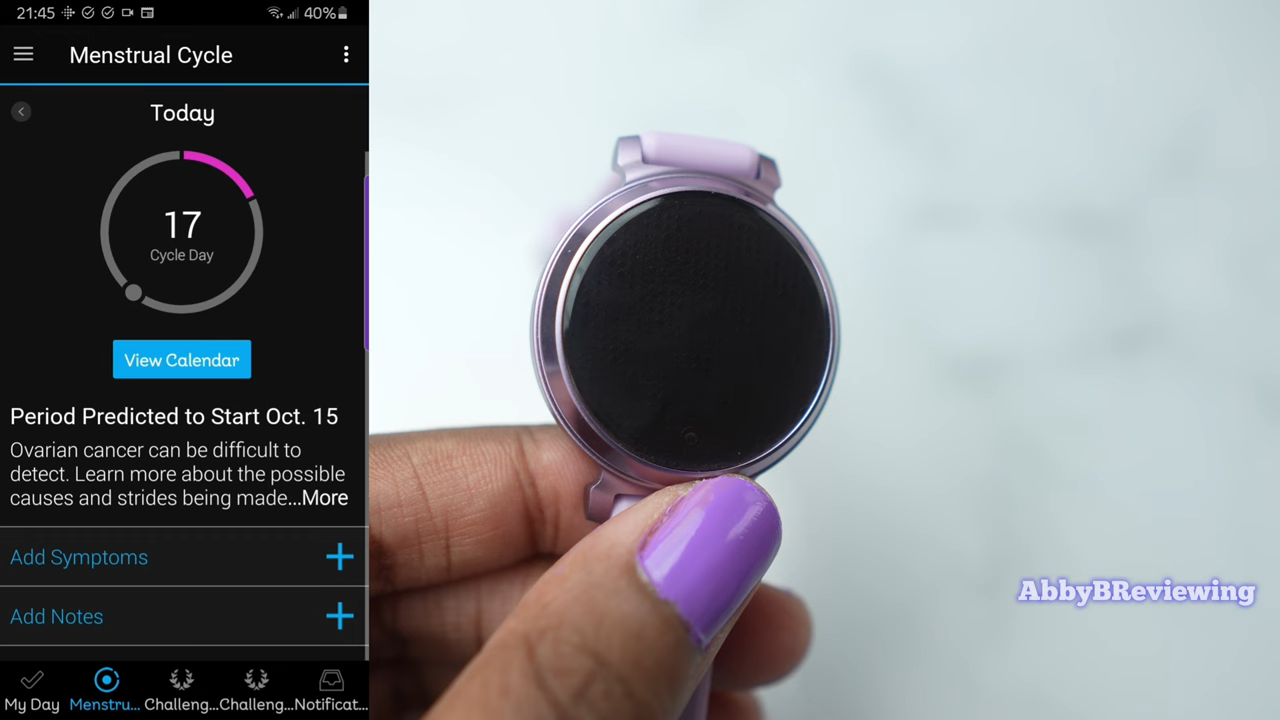 21:45
40%
Menstrual Cycle
Today
17
Cycle Day
View Calendar
Period Predicted to Start Oct. 15
Ovarian cancer can be difficult to
detect. Learn more about the possible
causes and strides being made...More
Add Symptoms
Add Notes
My Day Menstru... Challeng... Challeng... Notificat...
AbbyBReviewing